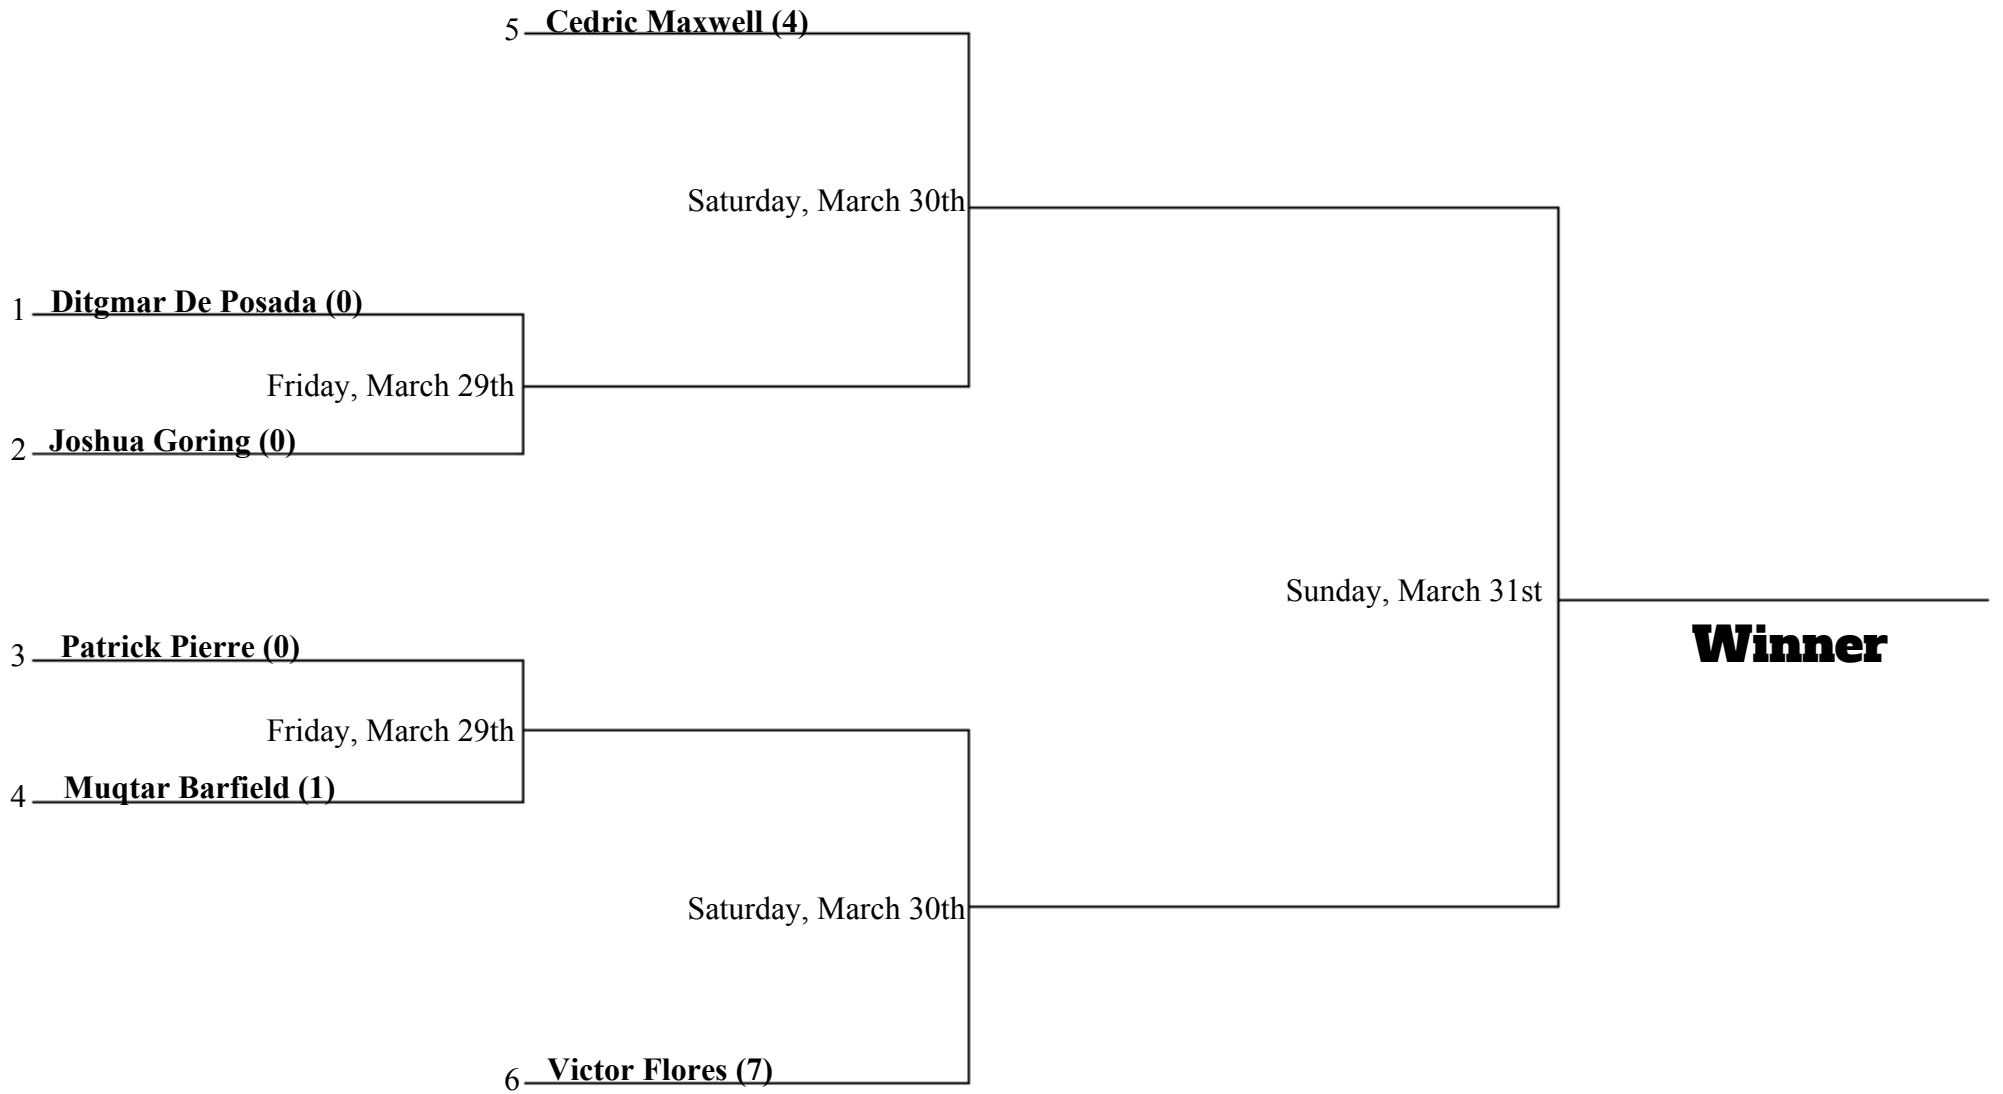 5 Cedric Maxwell (4)
Saturday, March 30th
1 Ditgmar De Posada (0)
Friday, March 29th
2 Joshua Goring (0)
Sunday, March 31st
Winner
3 Patrick Pierre (0)
Friday, March 29th
4 Muqtar Barfield (1)
Saturday, March 30th
6 Victor Flores (7)